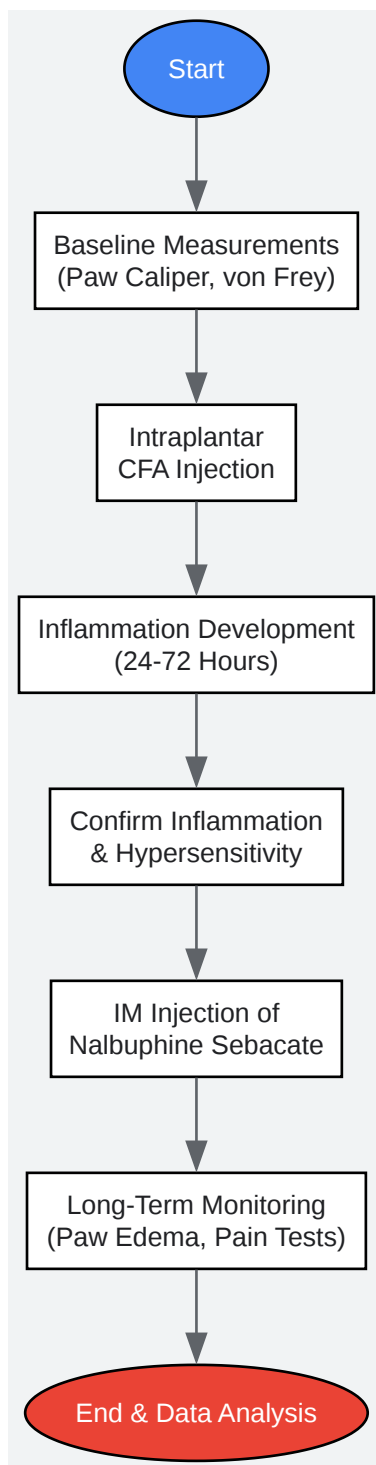 Start
Baseline Measurements
(Paw Caliper, von Frey)
Intraplantar
CFA Injection
Inflammation Development
(24-72 Hours)
Confirm Inflammation
& Hypersensitivity
IM Injection of
Nalbuphine Sebacate
Long-Term Monitoring
(Paw Edema, Pain Tests)
End & Data Analysis